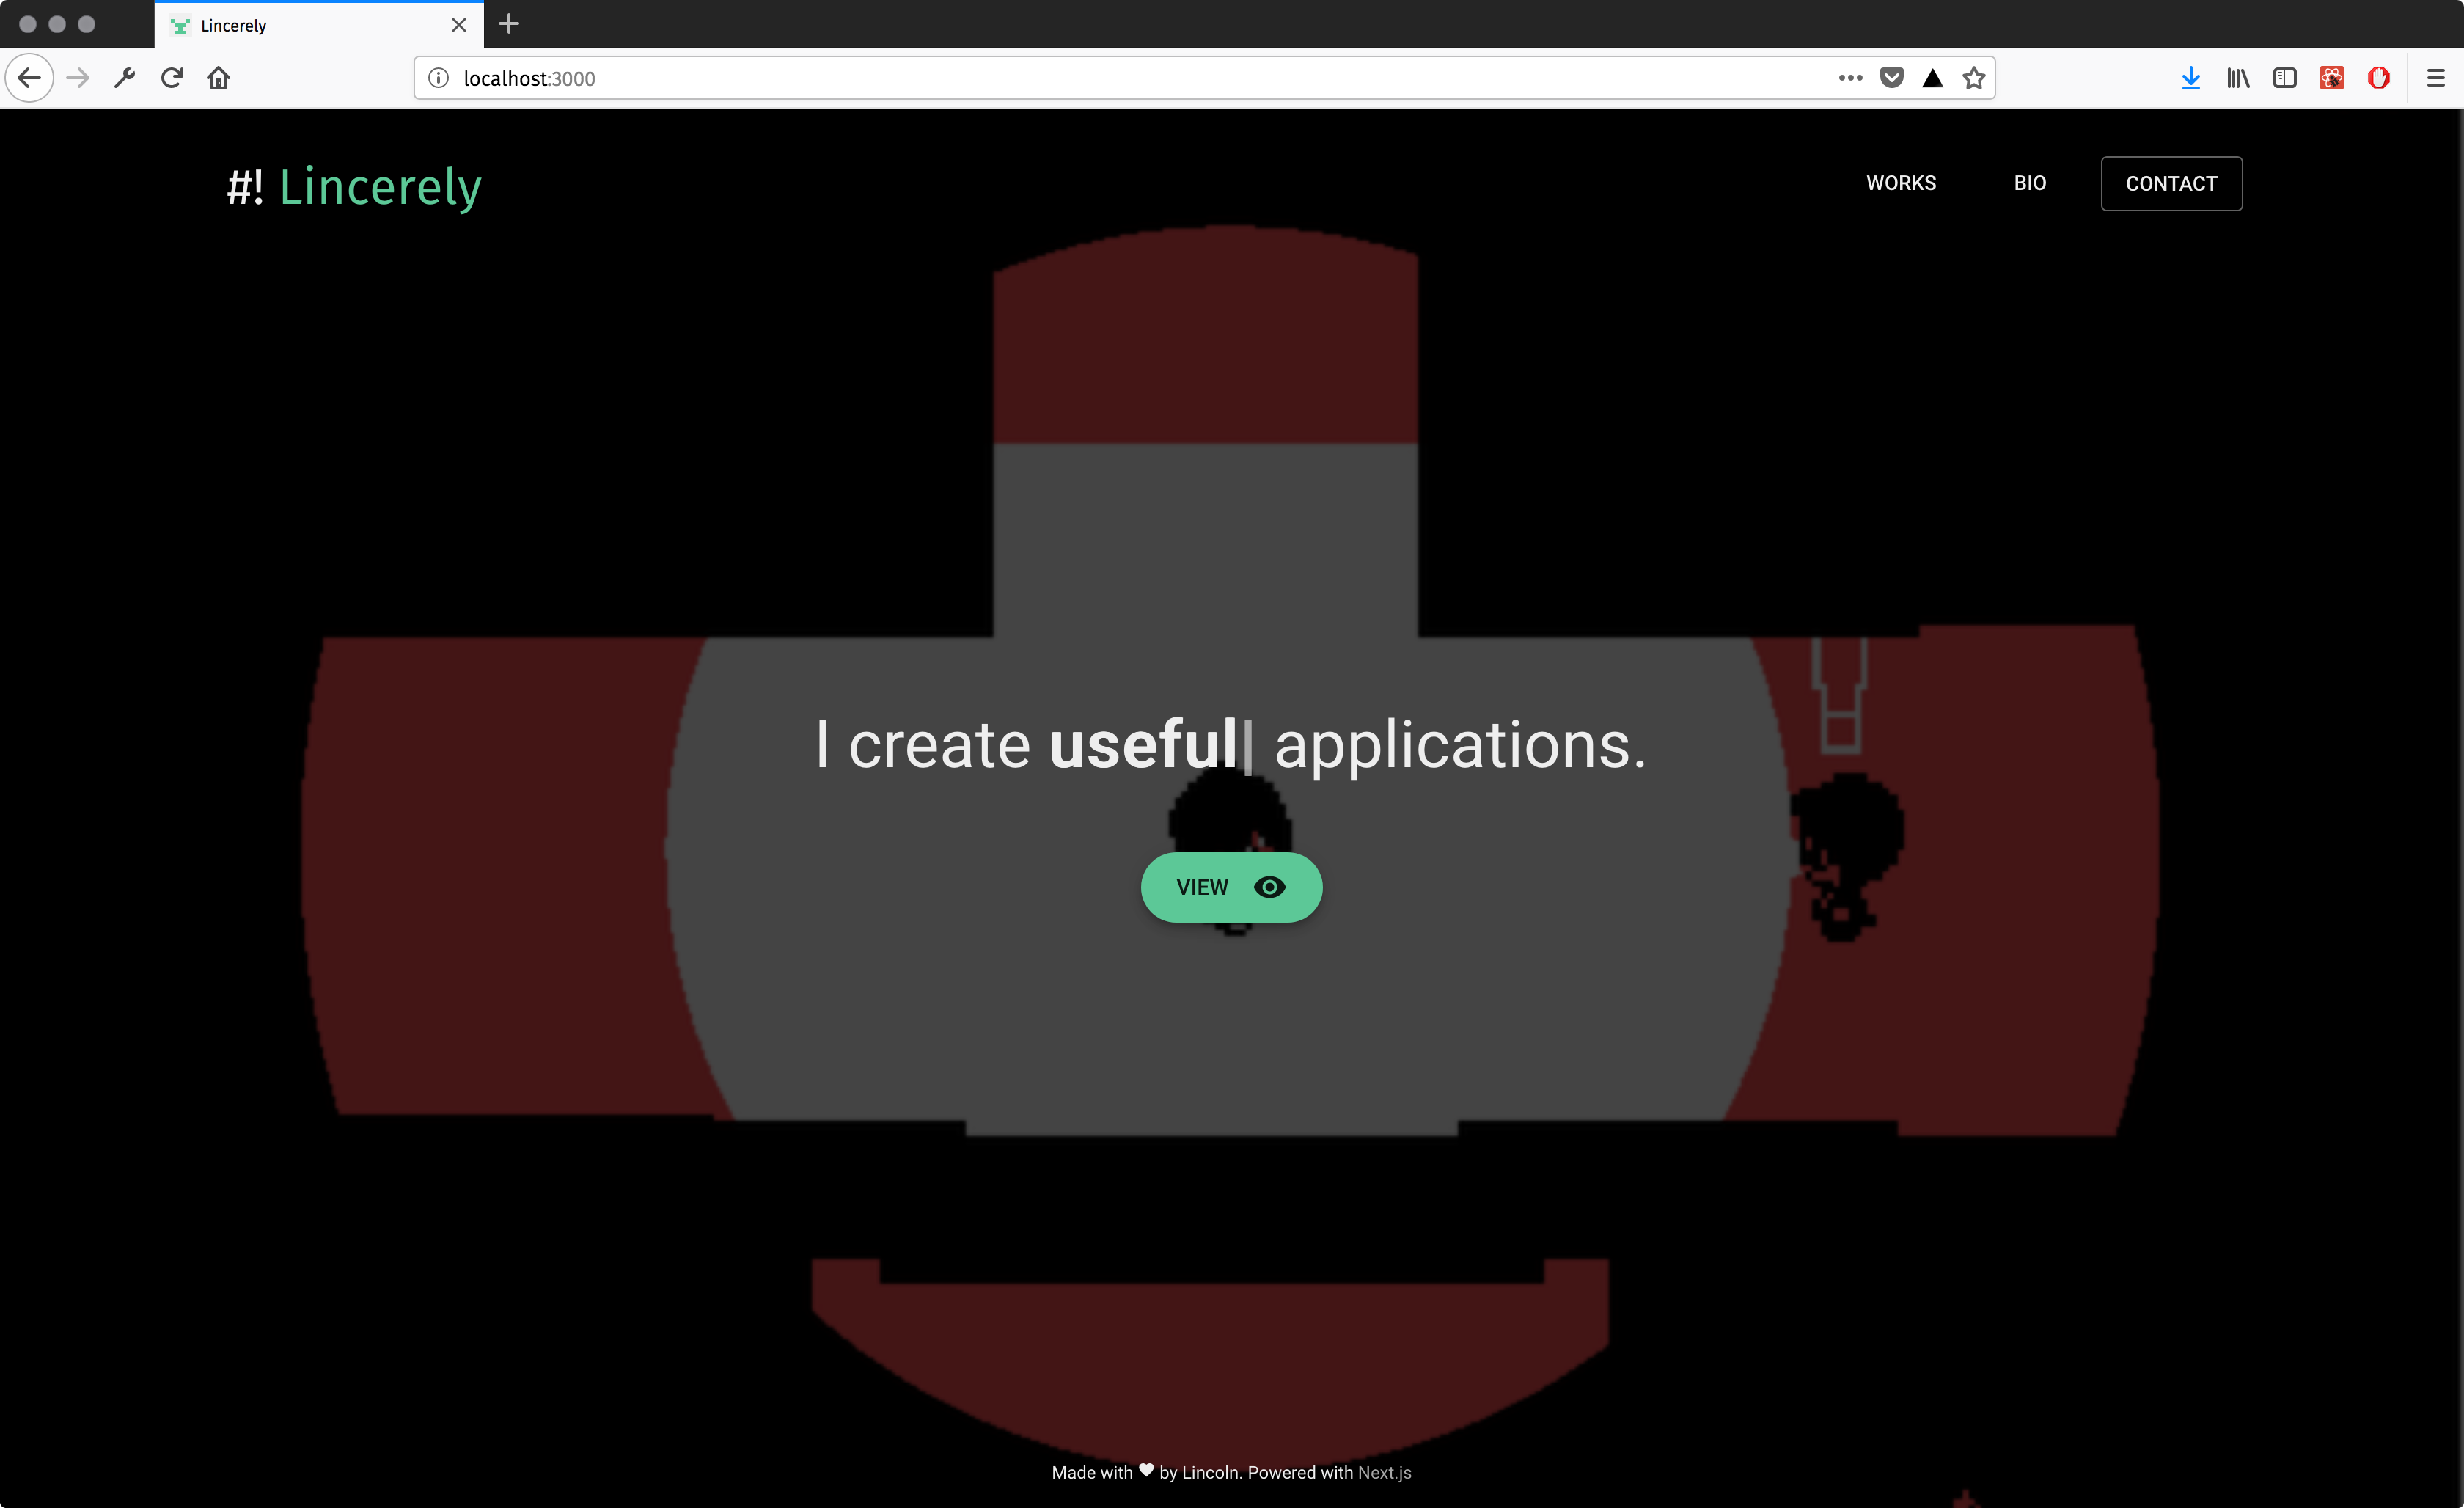 Lincerely
localhost:3000
#! Lincerely
WORKS
BIO
CONTACT
I create useful| applications.
VIEW
Made with ♥ by Lincoln. Powered with Next.js